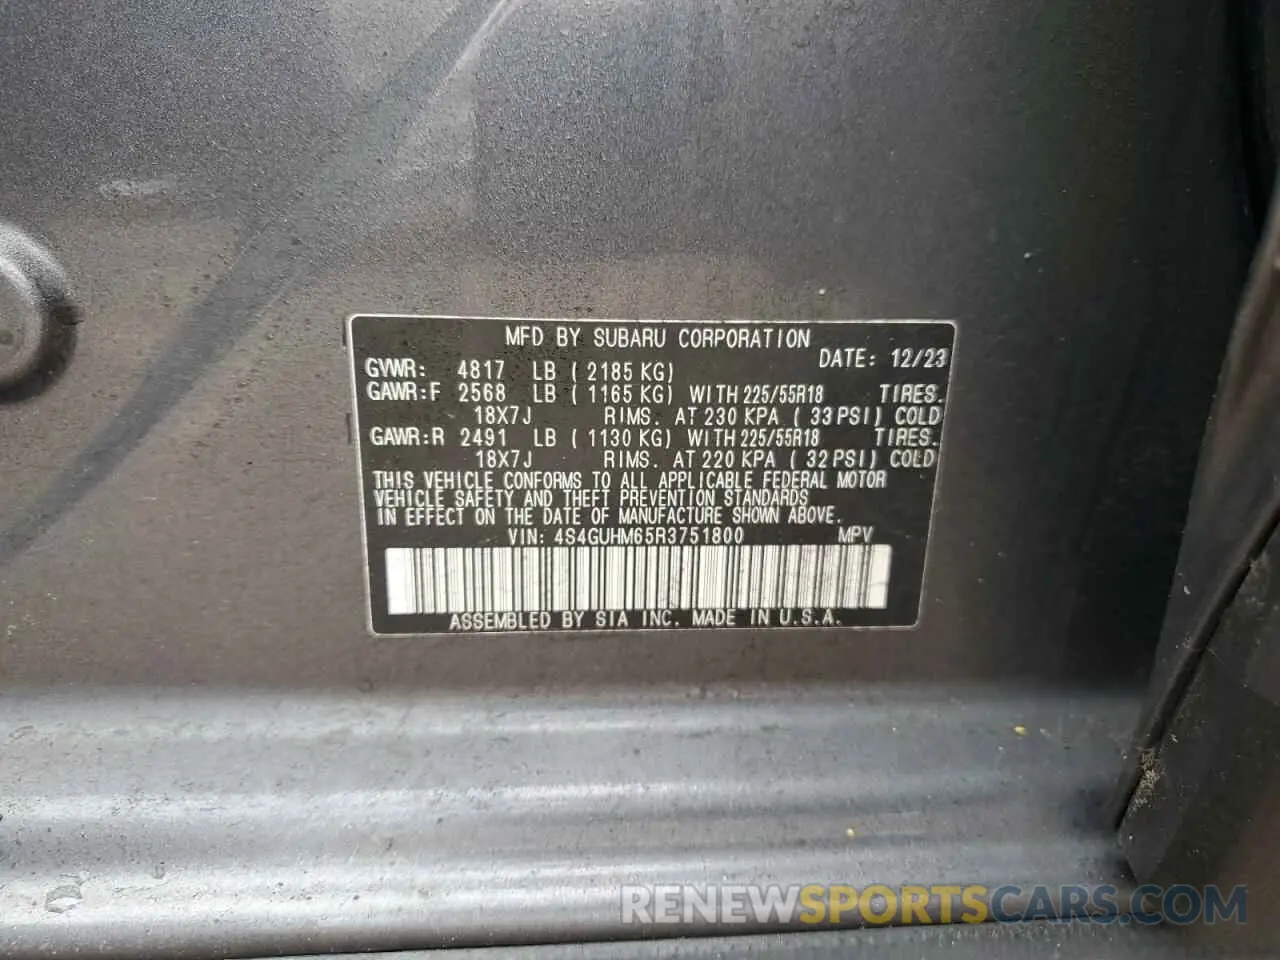 MFD BY SUBARU CORPORATION
DATE: 12/23
GVWR: 4817 LB ( 2185 KG)
GAWR:F 2568 LB ( 1165 KG) WITH 225/55R18 TIRES.
18X7J RIMS. AT 230 KPA ( 33 PSI) COLD
GAWR:R 2491 LB ( 1130 KG) WITH 225/55R18 TIRES.
18X7J RIMS. AT 220 KPA ( 32 PSI) COLD
THIS VEHICLE CONFORMS TO ALL APPLICABLE FEDERAL MOTOR
VEHICLE SAFETY AND THEFT PREVENTION STANDARDS
IN EFFECT ON THE DATE OF MANUFACTURE SHOWN ABOVE.
VIN: 4S4GUHM65R3751800 MPV
ASSEMBLED BY SIA INC. MADE IN U.S.A.
RENEWSPORTSCARS.COM